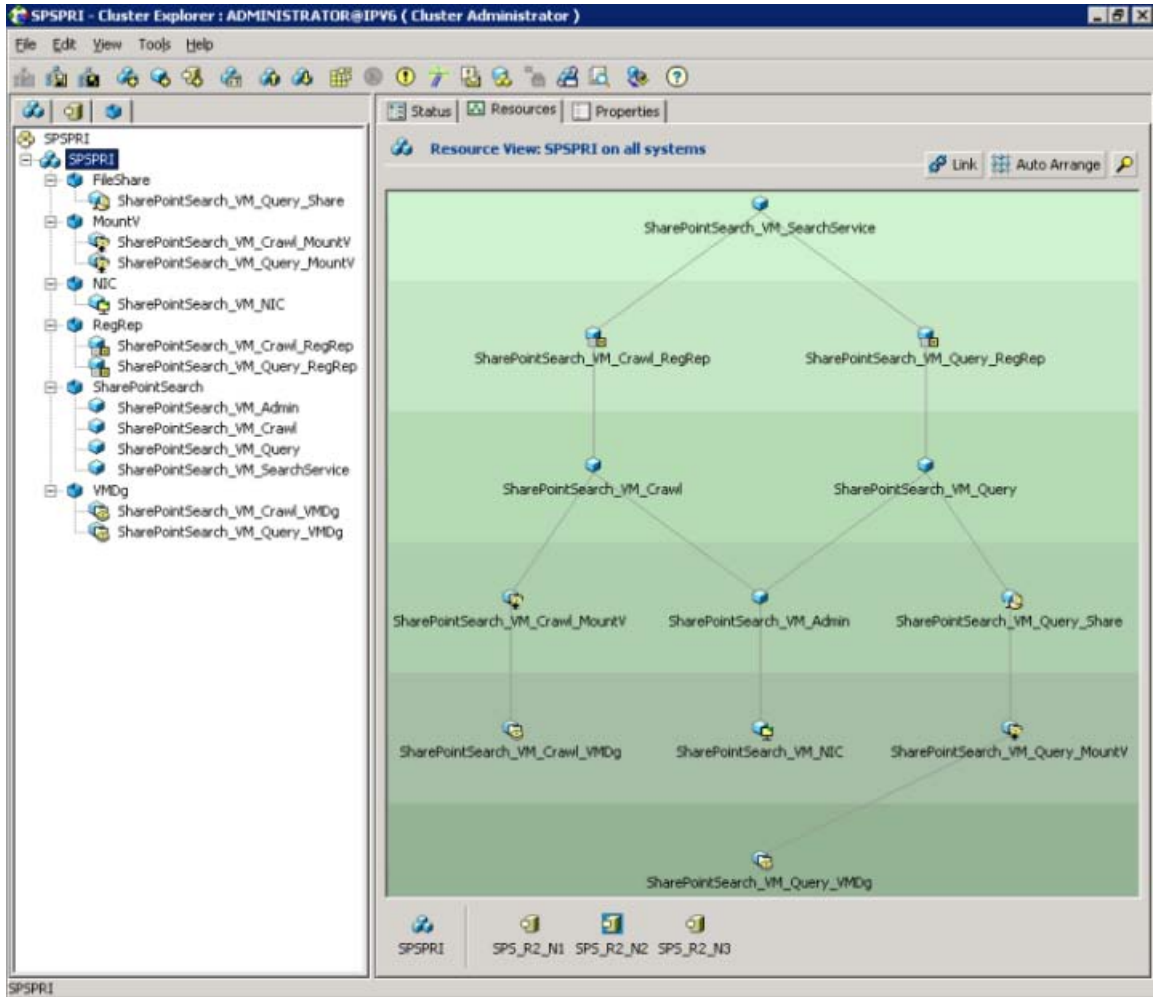 SPSPRI - Cluster Explorer : ADMINISTRATOR@IPV6 ( Cluster Administrator )
File Edit View Tools Help
SPSPRI
SPSPRI
FileShare
SharePointSearch_VM_Query_Share
MountV
SharePointSearch_VM_Crawl_MountV
SharePointSearch_VM_Query_MountV
NIC
SharePointSearch_VM_NIC
RegRep
SharePointSearch_VM_Crawl_RegRep
SharePointSearch_VM_Query_RegRep
SharePointSearch
SharePointSearch_VM_Admin
SharePointSearch_VM_Crawl
SharePointSearch_VM_Query
SharePointSearch_VM_SearchService
VMDg
SharePointSearch_VM_Crawl_VMDg
SharePointSearch_VM_Query_VMDg
Status Resources Properties
Resource View: SPSPRI on all systems
Link Auto Arrange
SharePointSearch_VM_SearchService
SharePointSearch_VM_Crawl_RegRep SharePointSearch_VM_Query_RegRep
SharePointSearch_VM_Crawl SharePointSearch_VM_Query
SharePointSearch_VM_Crawl_MountV SharePointSearch_VM_Admin SharePointSearch_VM_Query_Share
SharePointSearch_VM_Crawl_VMDg SharePointSearch_VM_NIC SharePointSearch_VM_Query_MountV
SharePointSearch_VM_Query_VMDg
SPSPRI SPS_R2_N1 SPS_R2_N2 SPS_R2_N3
SPSPRI